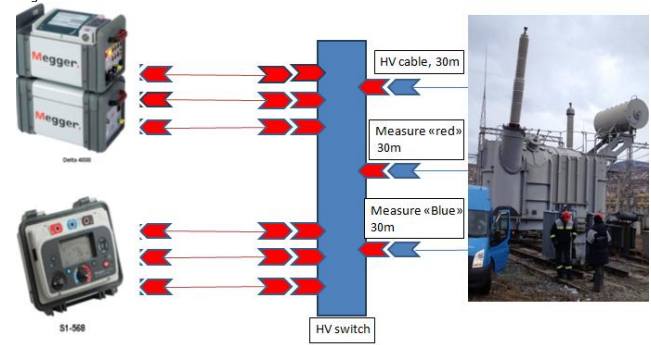 Megger.
Megger.
Delta 4000
S1-568
HV cable, 30m
Measure «red»
30m
Measure «Blue»
30m
HV switch